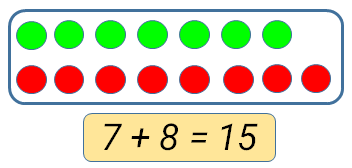 7 + 8 = 15